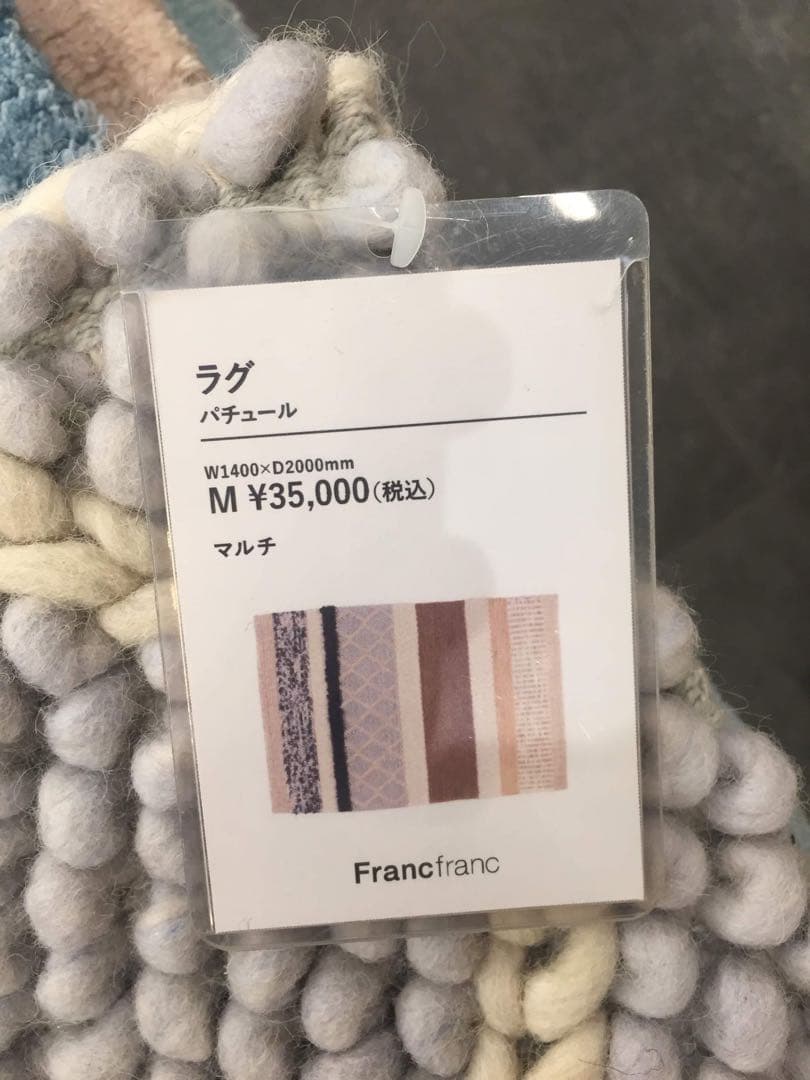 ラグ
パチュール
W1400×D2000mm
M ¥35,000(税込)
マルチ
Francfranc